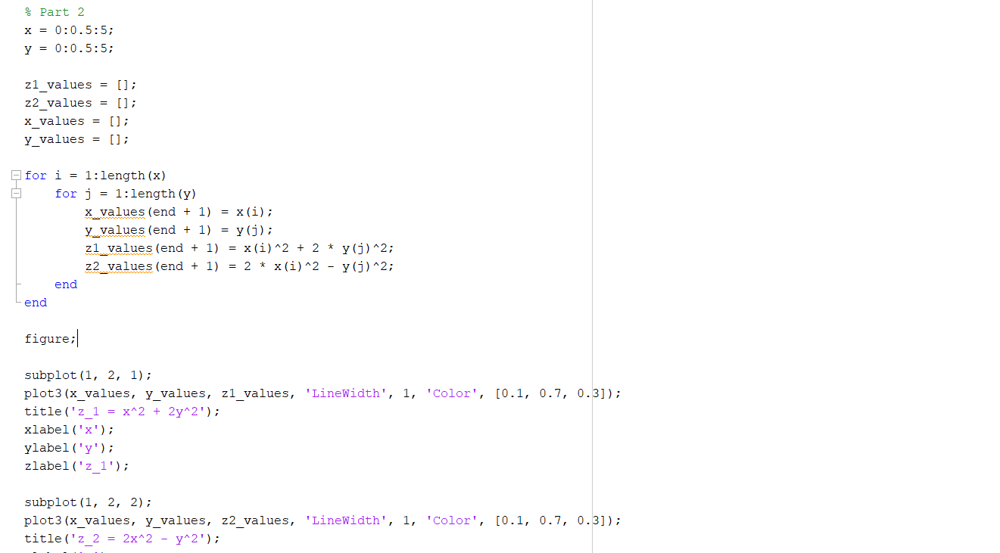 % Part 2
x = 0:0.5:5;
y = 0:0.5:5;
z1_values = [];
z2_values = [];
x_values = [];
y_values = [];
for i = 1:length(x)
    for j = 1:length(y)
        x_values(end + 1) = x(i);
        y_values(end + 1) = y(j);
        z1_values(end + 1) = x(i)^2 + 2 * y(j)^2;
        z2_values(end + 1) = 2 * x(i)^2 - y(j)^2;
    end
end
figure;
subplot(1, 2, 1);
plot3(x_values, y_values, z1_values, 'LineWidth', 1, 'Color', [0.1, 0.7, 0.3]);
title('z_1 = x^2 + 2y^2');
xlabel('x');
ylabel('y');
zlabel('z_1');
subplot(1, 2, 2);
plot3(x_values, y_values, z2_values, 'LineWidth', 1, 'Color', [0.1, 0.7, 0.3]);
title('z_2 = 2x^2 - y^2');